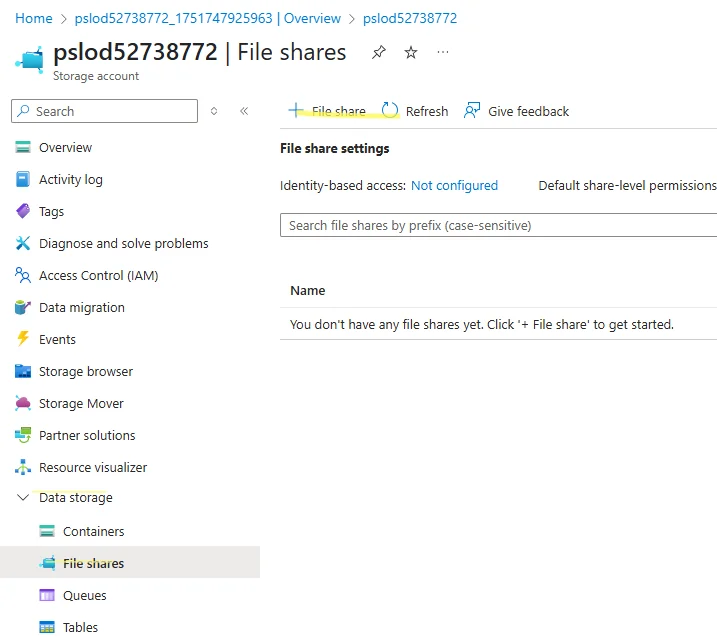 Home > pslod52738772_1751747925963 | Overview > pslod52738772
pslod52738772 | File shares
Storage account
Search
+ File share Refresh Give feedback
Overview
Activity log
Tags
Diagnose and solve problems
Access Control (IAM)
Data migration
Events
Storage browser
Storage Mover
Partner solutions
Resource visualizer
Data storage
Containers
File shares
Queues
Tables
File share settings
Identity-based access: Not configured Default share-level permissions
Search file shares by prefix (case-sensitive)
Name
You don't have any file shares yet. Click '+ File share' to get started.